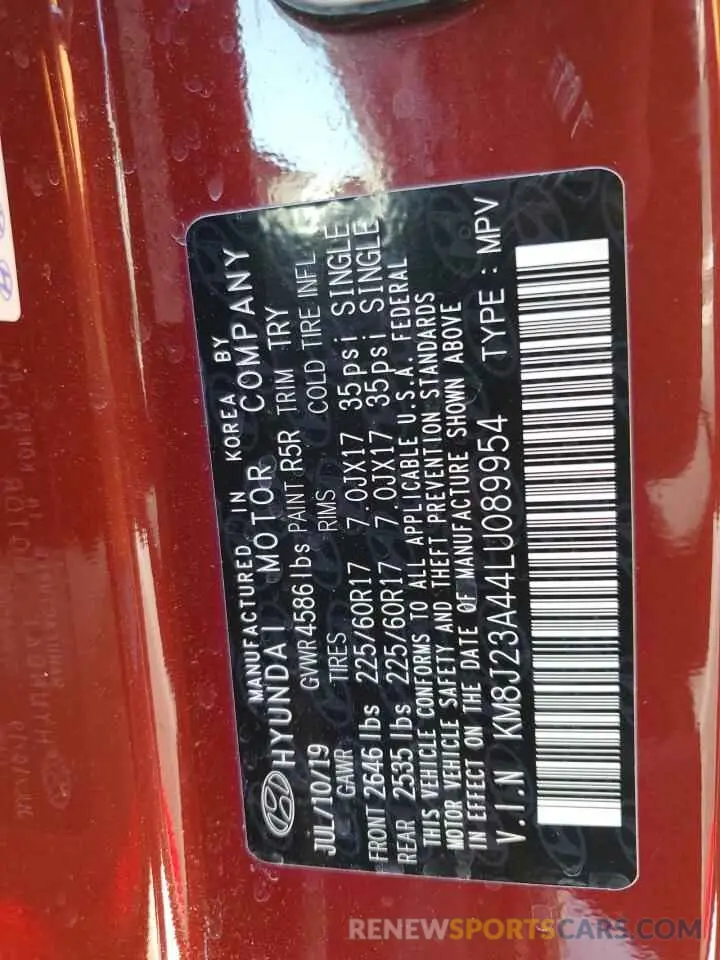 MANUFACTURED IN KOREA BY
HYUNDAI MOTOR COMPANY
JUL/10/19 GVWR4586lbs PAINT R5R TRIM TRY
GAWR TIRES RIMS COLD TIRE INFL
FRONT 2646 lbs 225/60R17 7.0JX17 35psi SINGLE
REAR 2535 lbs 225/60R17 7.0JX17 35psi SINGLE
THIS VEHICLE CONFORMS TO ALL APPLICABLE U.S.A. FEDERAL
MOTOR VEHICLE SAFETY AND THEFT PREVENTION STANDARDS
IN EFFECT ON THE DATE OF MANUFACTURE SHOWN ABOVE
V.I.N KM8J23A44LU089954 TYPE : MPV
RENEWSPORTSCARS.COM